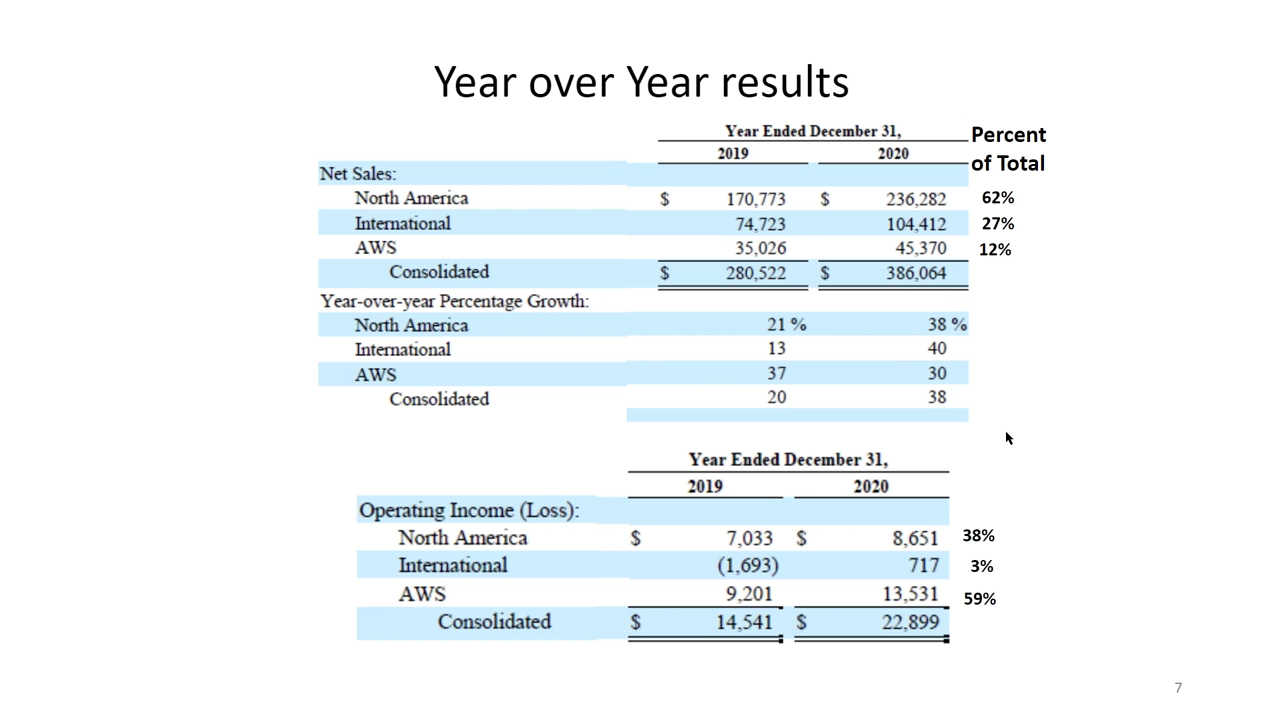 Year over Year results
Year Ended December 31,
Percent of Total
2019 2020
Net Sales:
North America $ 170,773 $ 236,282 62%
International 74,723 104,412 27%
AWS 35,026 45,370 12%
Consolidated $ 280,522 $ 386,064
Year-over-year Percentage Growth:
North America 21 % 38 %
International 13 40
AWS 37 30
Consolidated 20 38
Year Ended December 31,
2019 2020
Operating Income (Loss):
North America $ 7,033 $ 8,651 38%
International (1,693) 717 3%
AWS 9,201 13,531 59%
Consolidated $ 14,541 $ 22,899
7